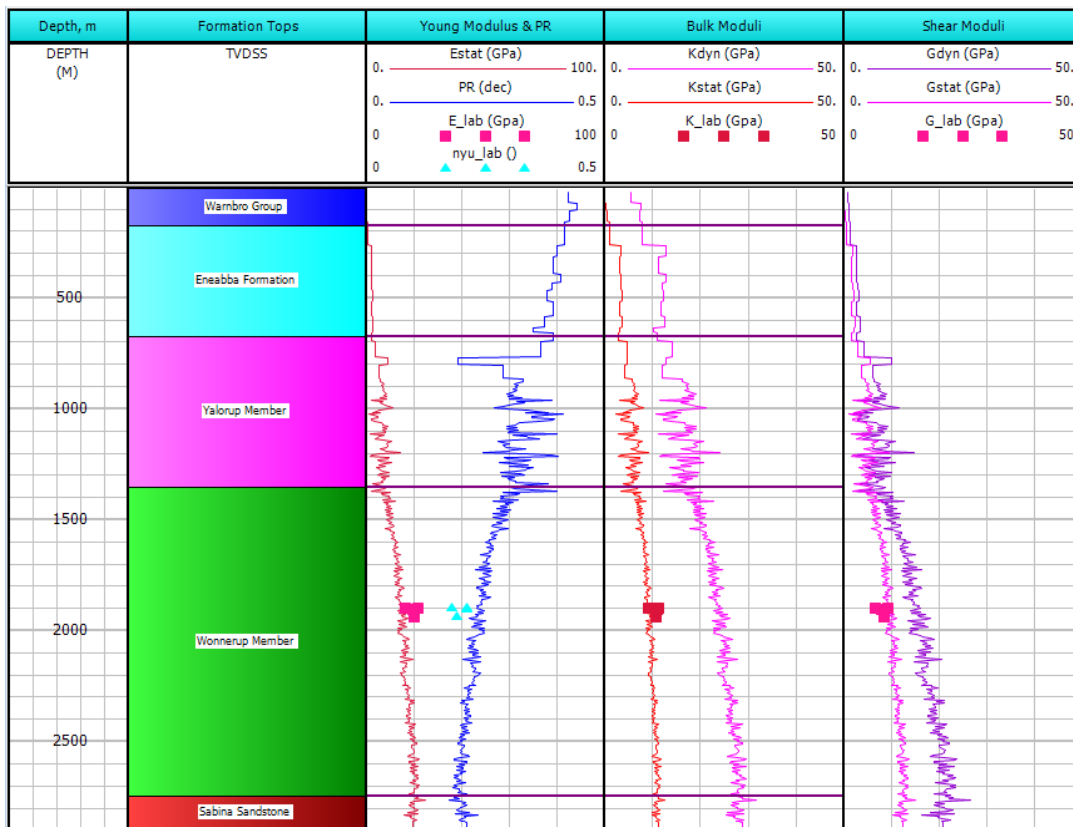 Depth, m Formation Tops Young Modulus & PR Bulk Moduli Shear Moduli
DEPTH (M)
TVDSS
Estat (GPa)
0. 100.
PR (dec)
0. 0.5
E_lab (Gpa)
0 100
nyu_lab ()
0 0.5
Kdyn (GPa)
0. 50.
Kstat (GPa)
0. 50.
K_lab (Gpa)
0 50
Gdyn (GPa)
0. 50.
Gstat (GPa)
0. 50.
G_lab (Gpa)
0 50
Warnbro Group
Eneabba Formation
500
Yalorup Member
1000
1500
Wonnerup Member
2000
2500
Sabina Sandstone